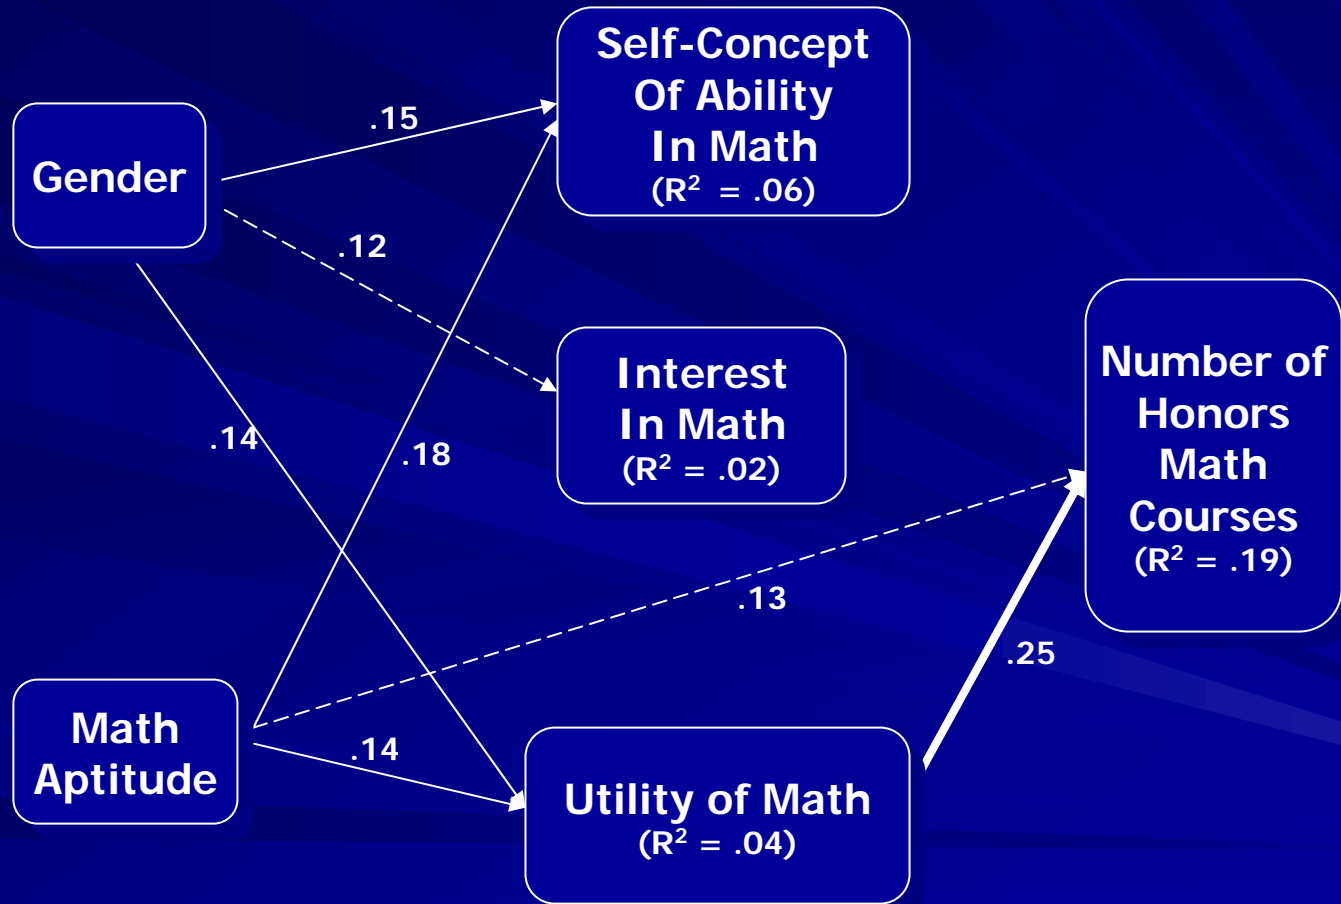 Self-Concept
Of Ability
In Math
(R² = .06)
Gender
.15
.12
Interest
In Math
(R² = .02)
Number of
Honors
Math
Courses
(R² = .19)
.14
.18
.13
.25
Math
Aptitude
.14
Utility of Math
(R² = .04)